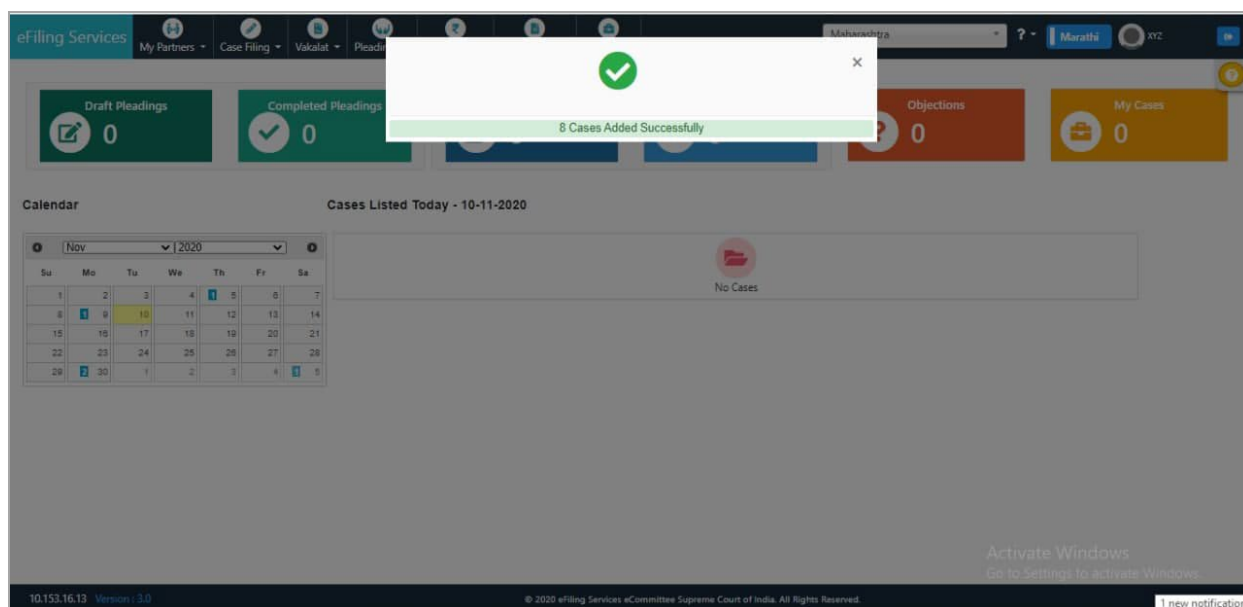 eFiling Services
My Partners
Case Filing
Vakalat
Maharashtra
?
Marathi
XYZ
×
8 Cases Added Successfully
Draft Pleadings
0
Completed Pleadings
0
Objections
0
My Cases
0
Calendar
Cases Listed Today - 10-11-2020
Nov 2020
Su Mo Tu We Th Fr Sa
1 2 3 4 1 5 6 7
8 1 9 10 11 12 13 14
15 16 17 18 19 20 21
22 23 24 25 26 27 28
29 2 30 1 2 3 4 1 5
No Cases
Activate Windows
Go to Settings to activate Windows.
10.153.16.13 Version : 3.0
© 2020 eFiling Services eCommittee Supreme Court of India. All Rights Reserved.
1 new notification